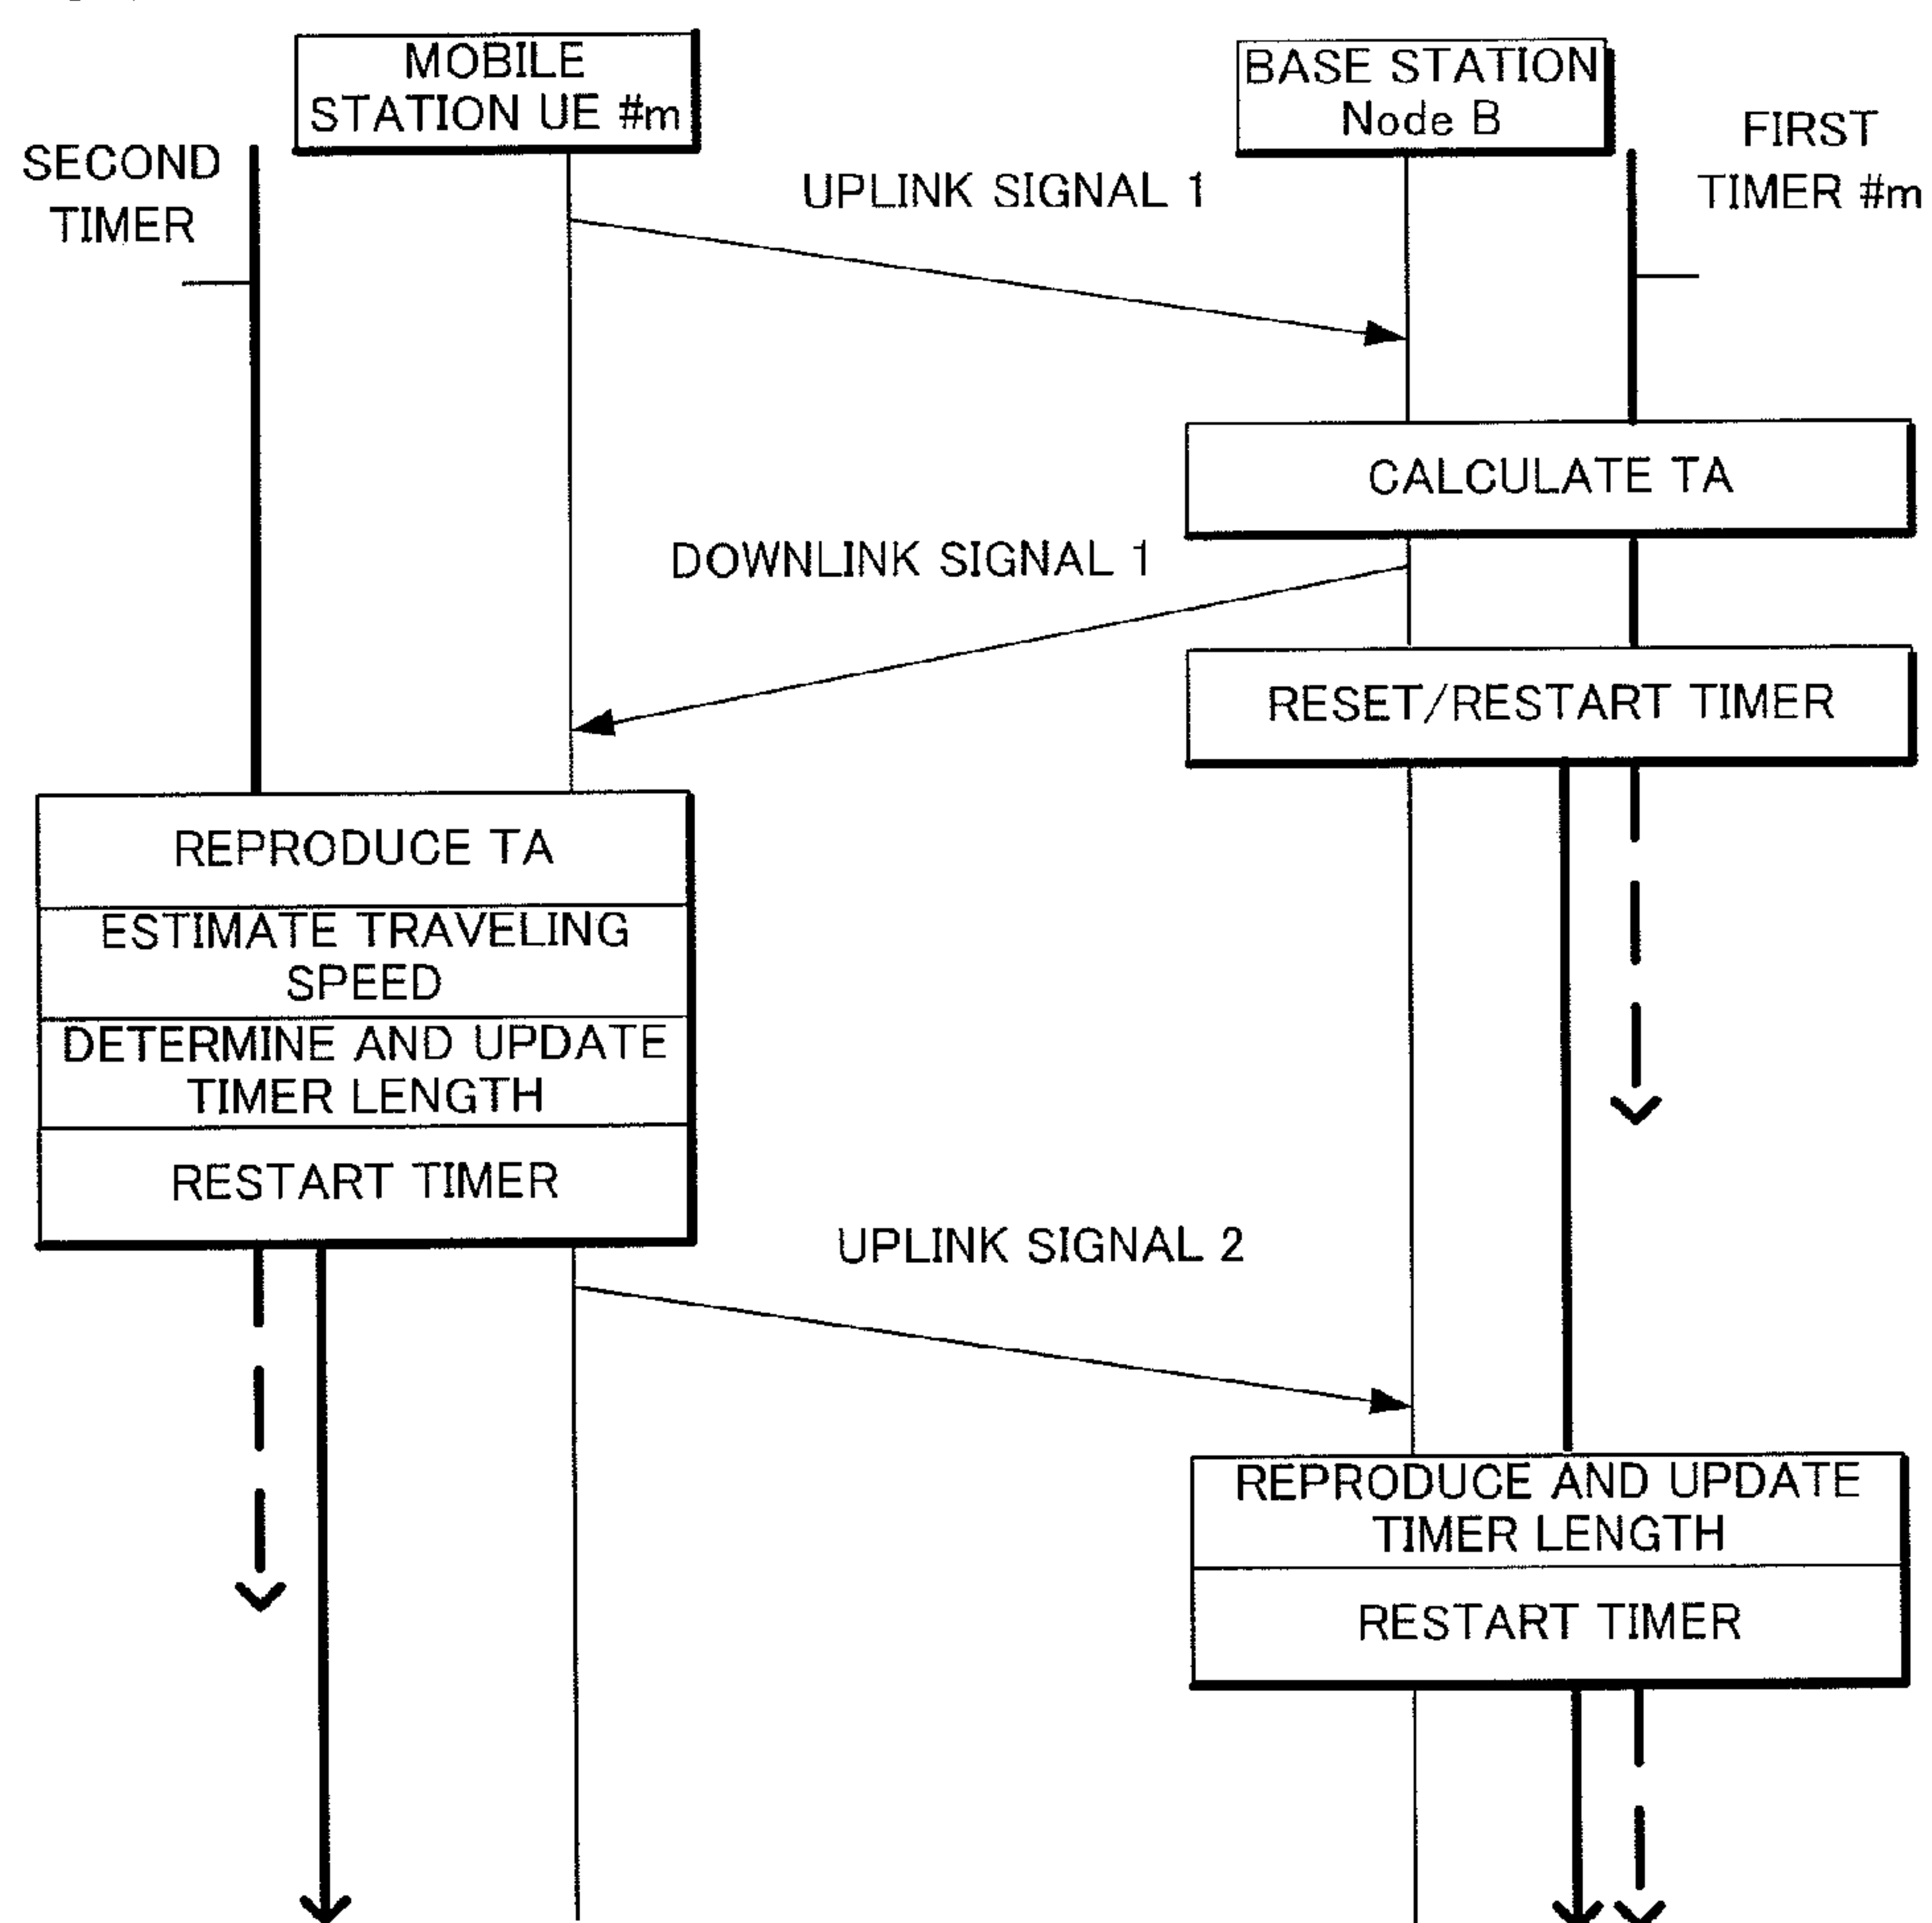 MOBILE
STATION UE #m
BASE STATION
Node B
SECOND
TIMER
FIRST
TIMER #m
UPLINK SIGNAL 1
CALCULATE TA
DOWNLINK SIGNAL 1
RESET/RESTART TIMER
REPRODUCE TA
ESTIMATE TRAVELING
SPEED
DETERMINE AND UPDATE
TIMER LENGTH
RESTART TIMER
UPLINK SIGNAL 2
REPRODUCE AND UPDATE
TIMER LENGTH
RESTART TIMER